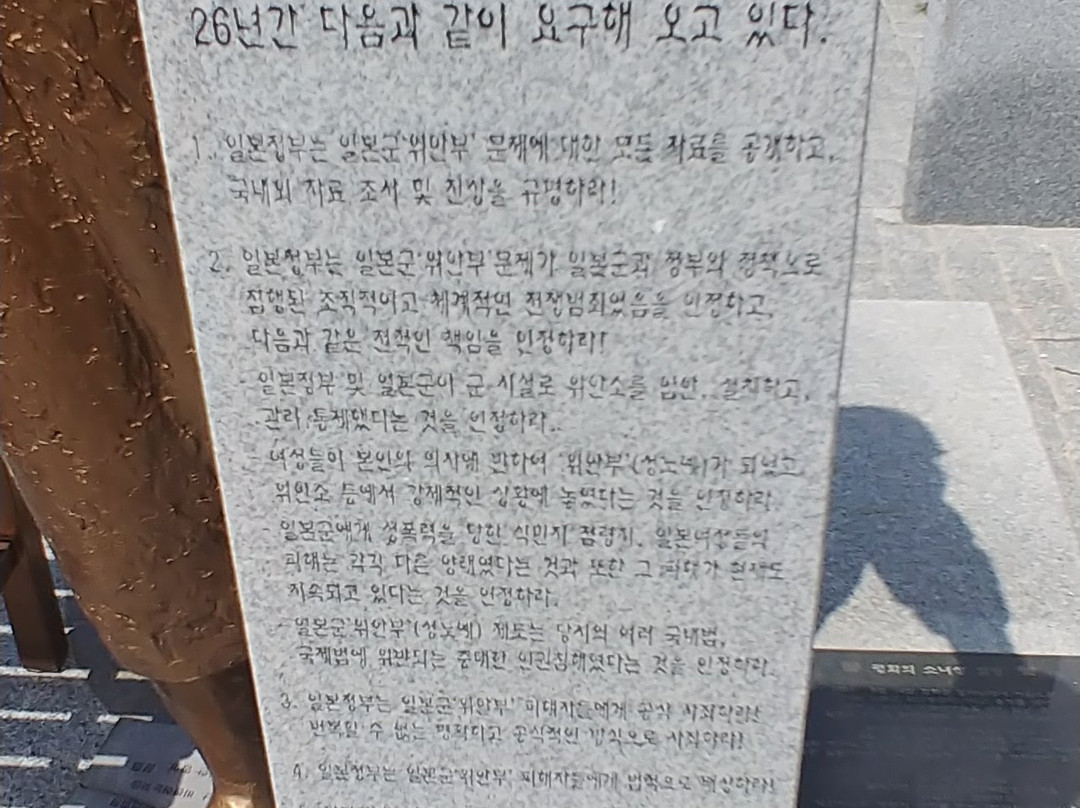 26년간 다음과 같이 요구해 오고 있다.
1. 일본정부는 일본군'위안부' 문제에 대한 모든 자료를 공개하고,
국내외 자료 조사 및 진상을 규명하라!
2. 일본정부는 일본군'위안부'문제가 일본군과 정부의 정책으로
집행된 조직적이고 체계적인 전쟁범죄였음을 인정하고,
다음과 같은 전적인 책임을 인정하라!
- 일본정부 및 일본군이 군 시설로 위안소를 입안, 설치하고,
관리 통제했다는 것을 인정하라.
- 여성들이 본인의 의사에 반하여 '위안부'(성노예)가 되었고
위안소 등에서 강제적인 상황에 놓였다는 것을 인정하라.
- 일본군에게 성폭력을 당한 식민지 점령지, 일본여성들의
피해는 각각 다른 양태였다는 것과 또한 그 피해가 현재도
지속되고 있다는 것을 인정하라.
- 일본군'위안부'(성노예) 제도는 당시의 여러 국내법,
국제법에 위반되는 중대한 인권침해였다는 것을 인정하라.
3. 일본정부는 일본군'위안부' 피해자들에게 공식 사죄하라!
번복할 수 없는 명확하고 공식적인 방식으로 사죄하라!
4. 일본정부는 일본군'위안부' 피해자들에게 법적으로 배상하라!
평화의 소녀상